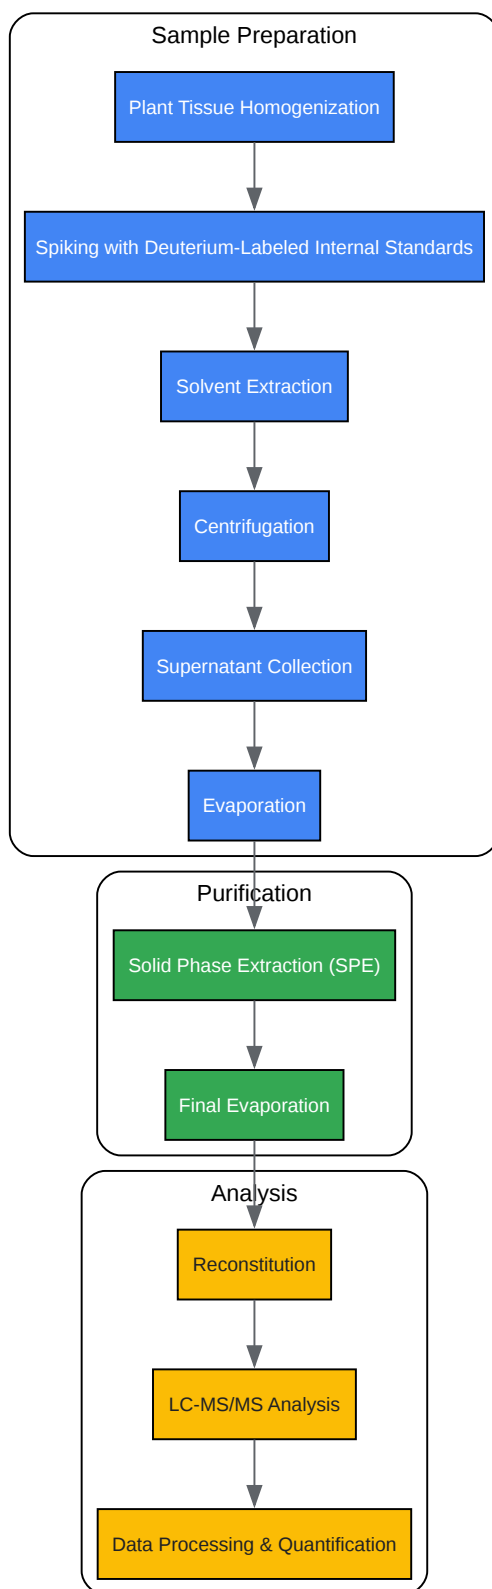 Sample Preparation
Plant Tissue Homogenization
Spiking with Deuterium-Labeled Internal Standards
Solvent Extraction
Centrifugation
Supernatant Collection
Evaporation
Purification
Solid Phase Extraction (SPE)
Final Evaporation
Analysis
Reconstitution
LC-MS/MS Analysis
Data Processing & Quantification